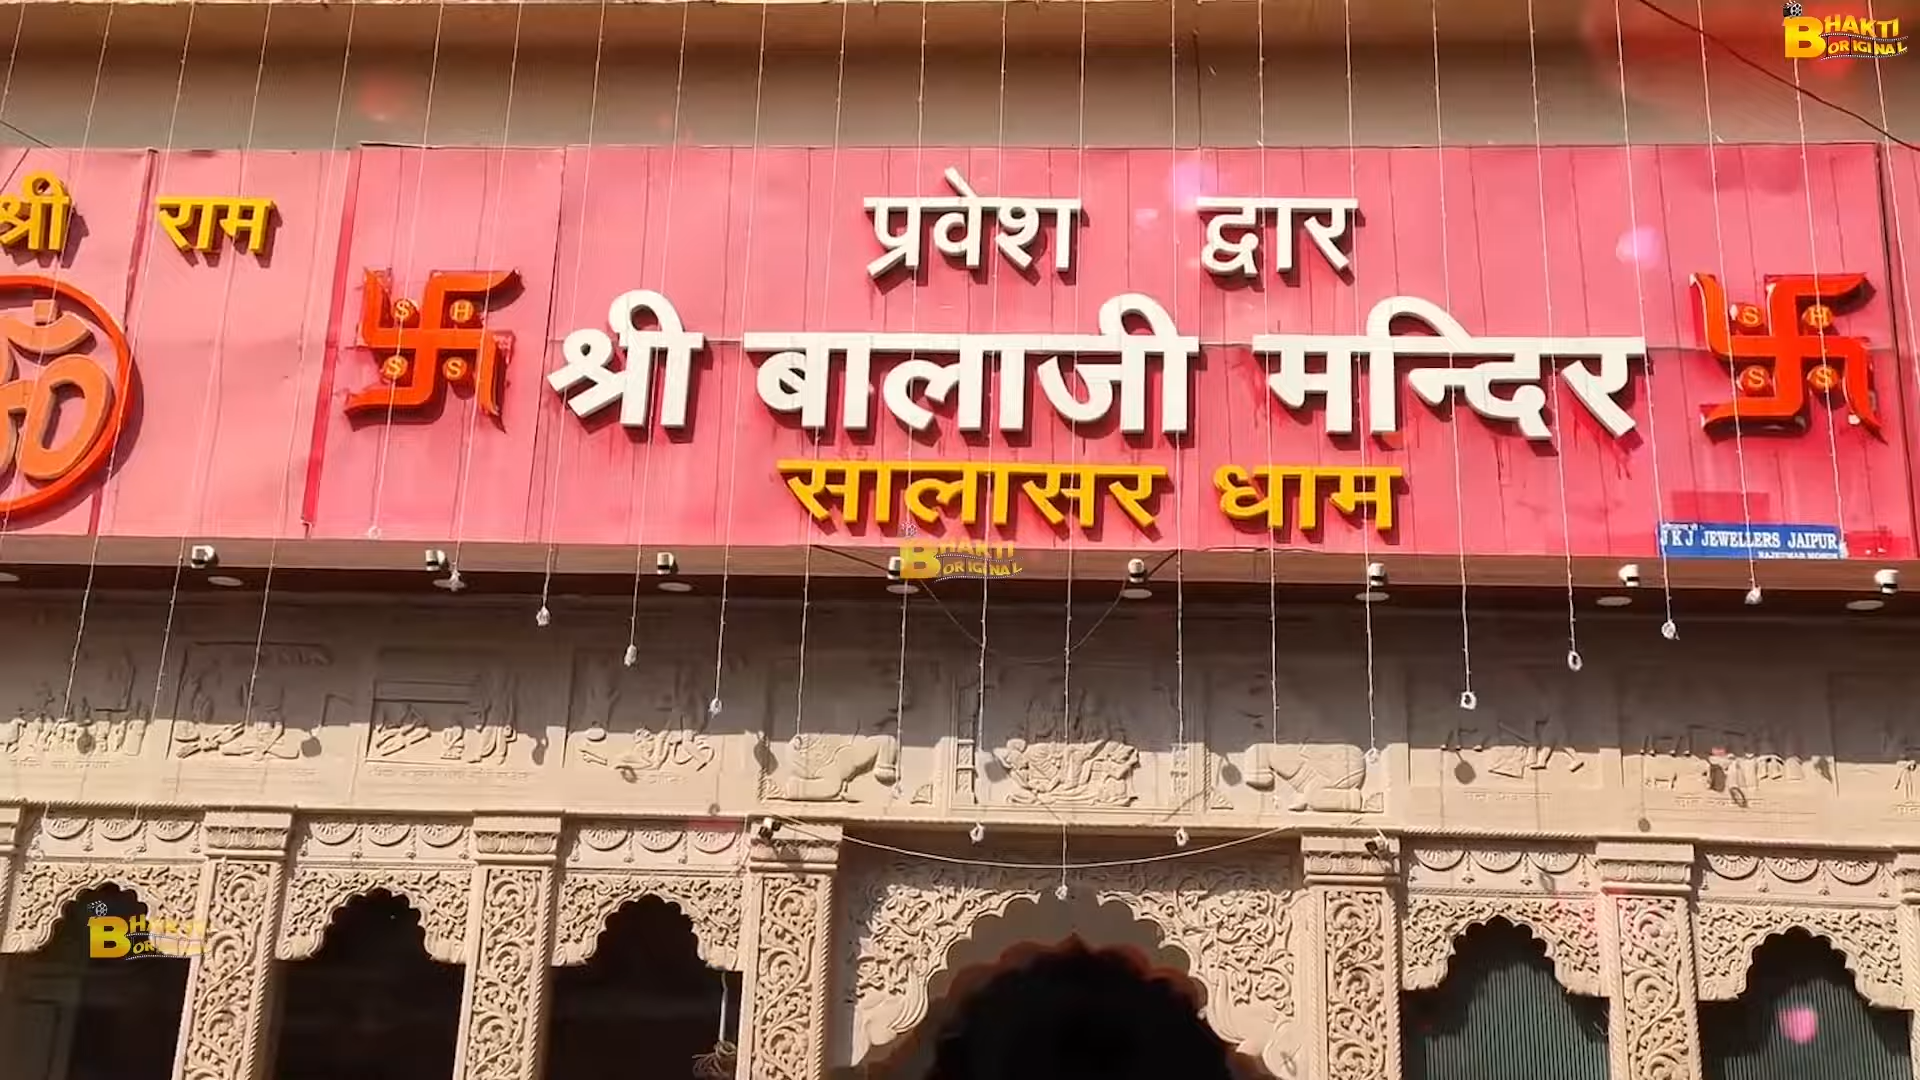 BHAKTI
ORIGINAL
श्री राम
प्रवेश द्वार
श्री बालाजी मन्दिर
सालासर धाम
ॐ
S H
S S
S H
S S
J K J JEWELLERS JAIPUR
BHAKTI
ORIGINAL
BHAKTI
ORIGINAL